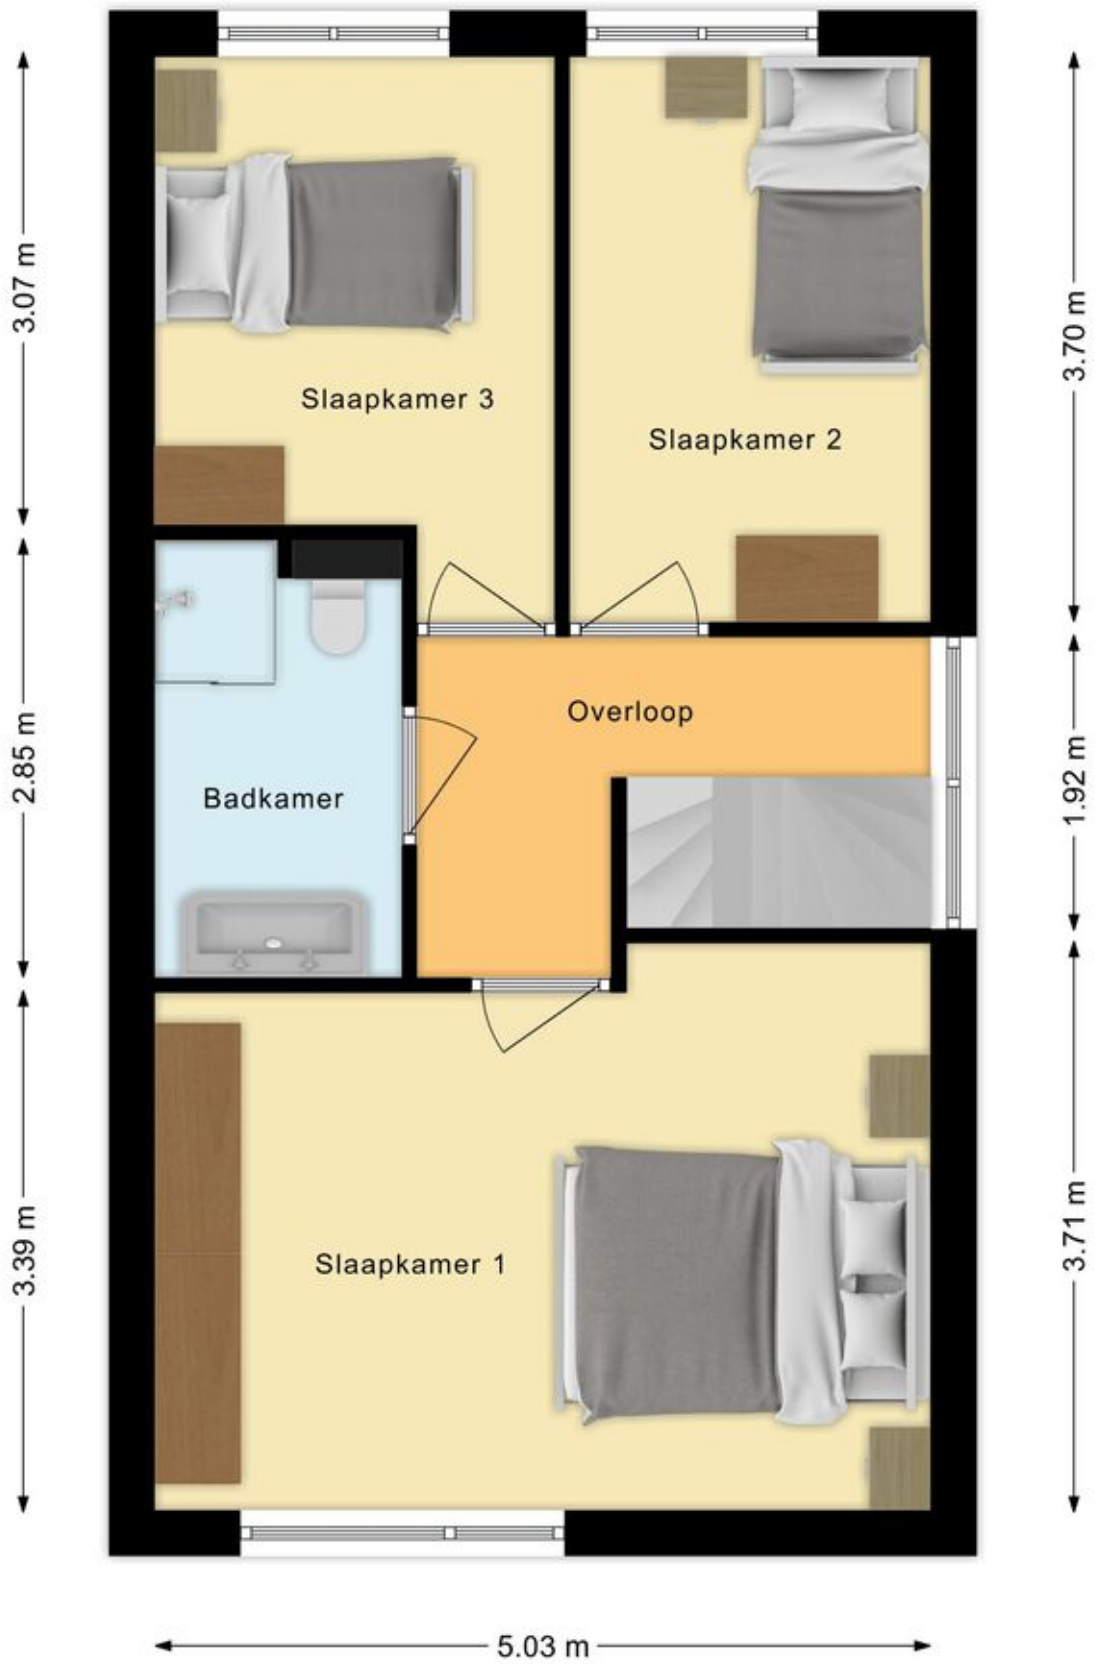 3.07 m
3.70 m
Slaapkamer 3
Slaapkamer 2
Overloop
2.85 m
1.92 m
Badkamer
3.39 m
3.71 m
Slaapkamer 1
5.03 m